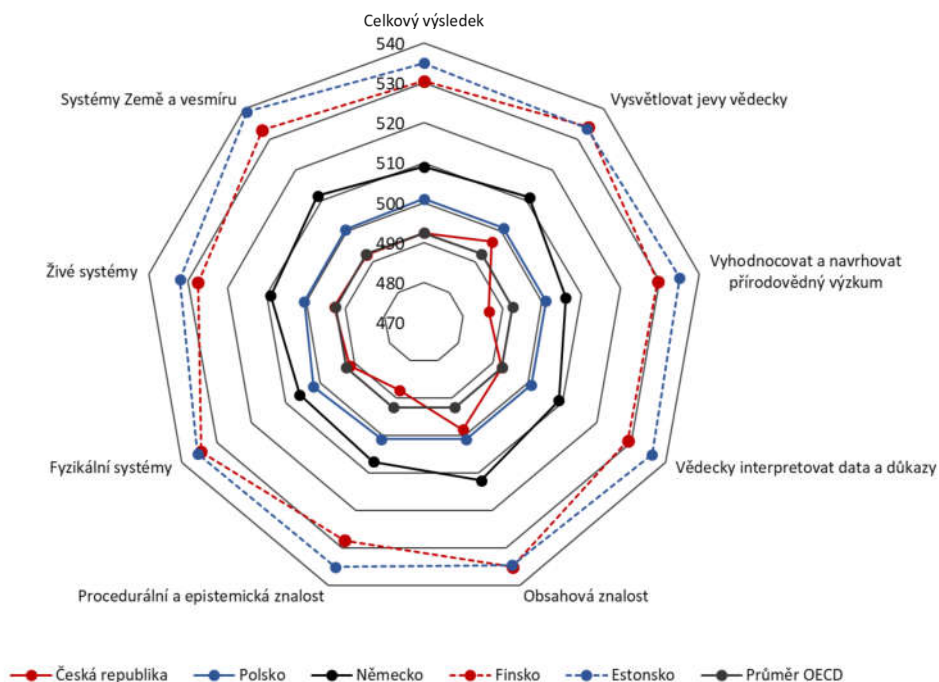 Celkový výsledek
540
530
520
510
500
490
480
470
Systémy Země a vesmíru
Vysvětlovat jevy vědecky
Živé systémy
Vyhodnocovat a navrhovat
přírodovědný výzkum
Fyzikální systémy
Vědecky interpretovat data a důkazy
Procedurální a epistemická znalost
Obsahová znalost
Česká republika
Polsko
Německo
Finsko
Estonsko
Průměr OECD